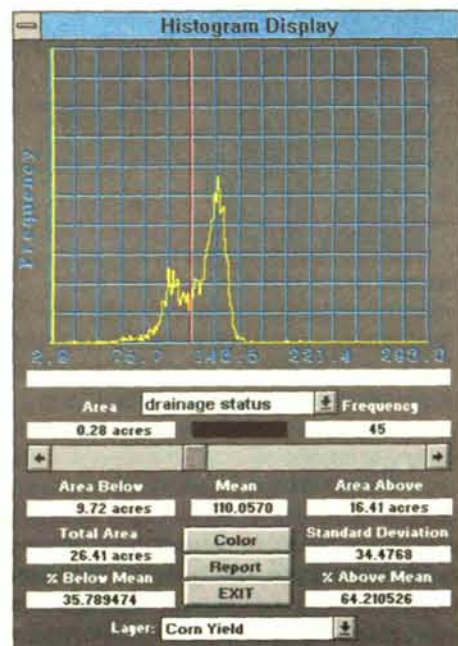 Histogram Display
Frequency
2.8 75.0 148.5 221.4 293.0
Area drainage status Frequency
0.28 acres 45
Area Below Mean Area Above
9.72 acres 110.0570 16.41 acres
Total Area Color Standard Deviation
26.41 acres Report 34.4768
% Below Mean EXIT % Above Mean
35.789474 64.210526
Layer: Corn Yield